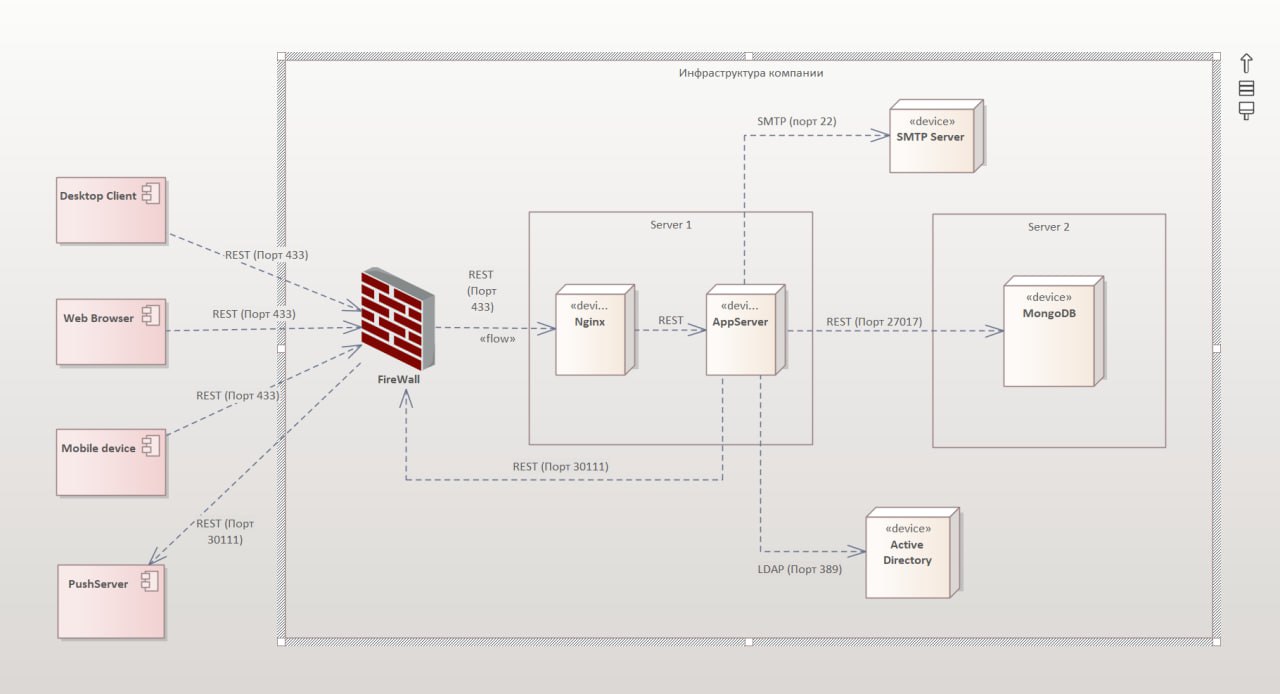 Инфраструктура компании
SMTP (порт 22)
«device»
SMTP Server
Desktop Client
REST (Порт 433)
Server 1
Server 2
Web Browser
REST (Порт 433)
REST
(Порт
433)
«flow»
«devi...
Nginx
REST
«devi...
AppServer
REST (Порт 27017)
«device»
MongoDB
FireWall
REST (Порт 433)
Mobile device
REST (Порт 30111)
REST (Порт
30111)
«device»
Active
Directory
LDAP (Порт 389)
PushServer